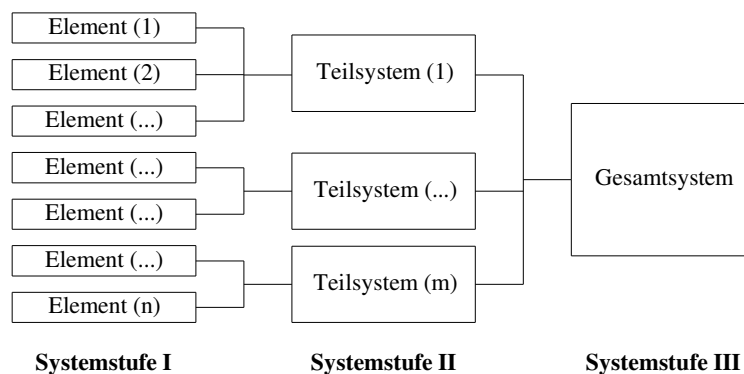 Element (1)
Element (2)
Element (...)
Element (...)
Element (...)
Element (...)
Element (n)
Teilsystem (1)
Teilsystem (...)
Teilsystem (m)
Gesamtsystem
Systemstufe I
Systemstufe II
Systemstufe III